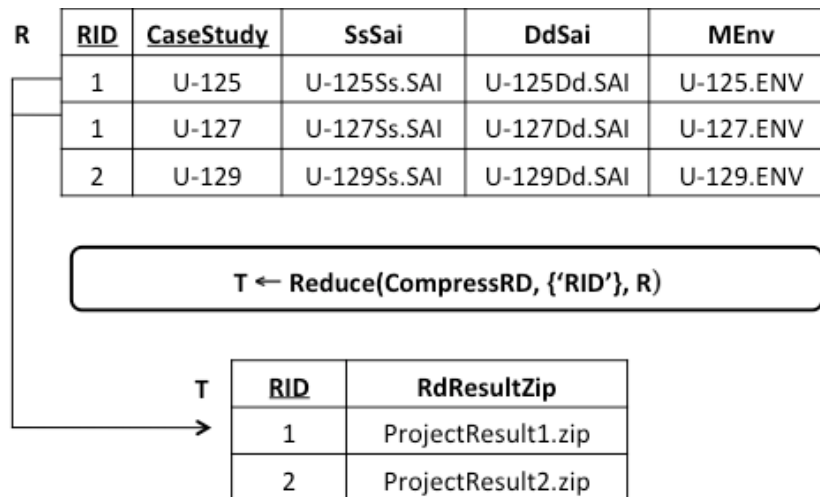 R RID CaseStudy SsSai DdSai MEnv
1 U-125 U-125Ss.SAI U-125Dd.SAI U-125.ENV
1 U-127 U-127Ss.SAI U-127Dd.SAI U-127.ENV
2 U-129 U-129Ss.SAI U-129Dd.SAI U-129.ENV
T ← Reduce(CompressRD, {‘RID’}, R)
T RID RdResultZip
1 ProjectResult1.zip
2 ProjectResult2.zip